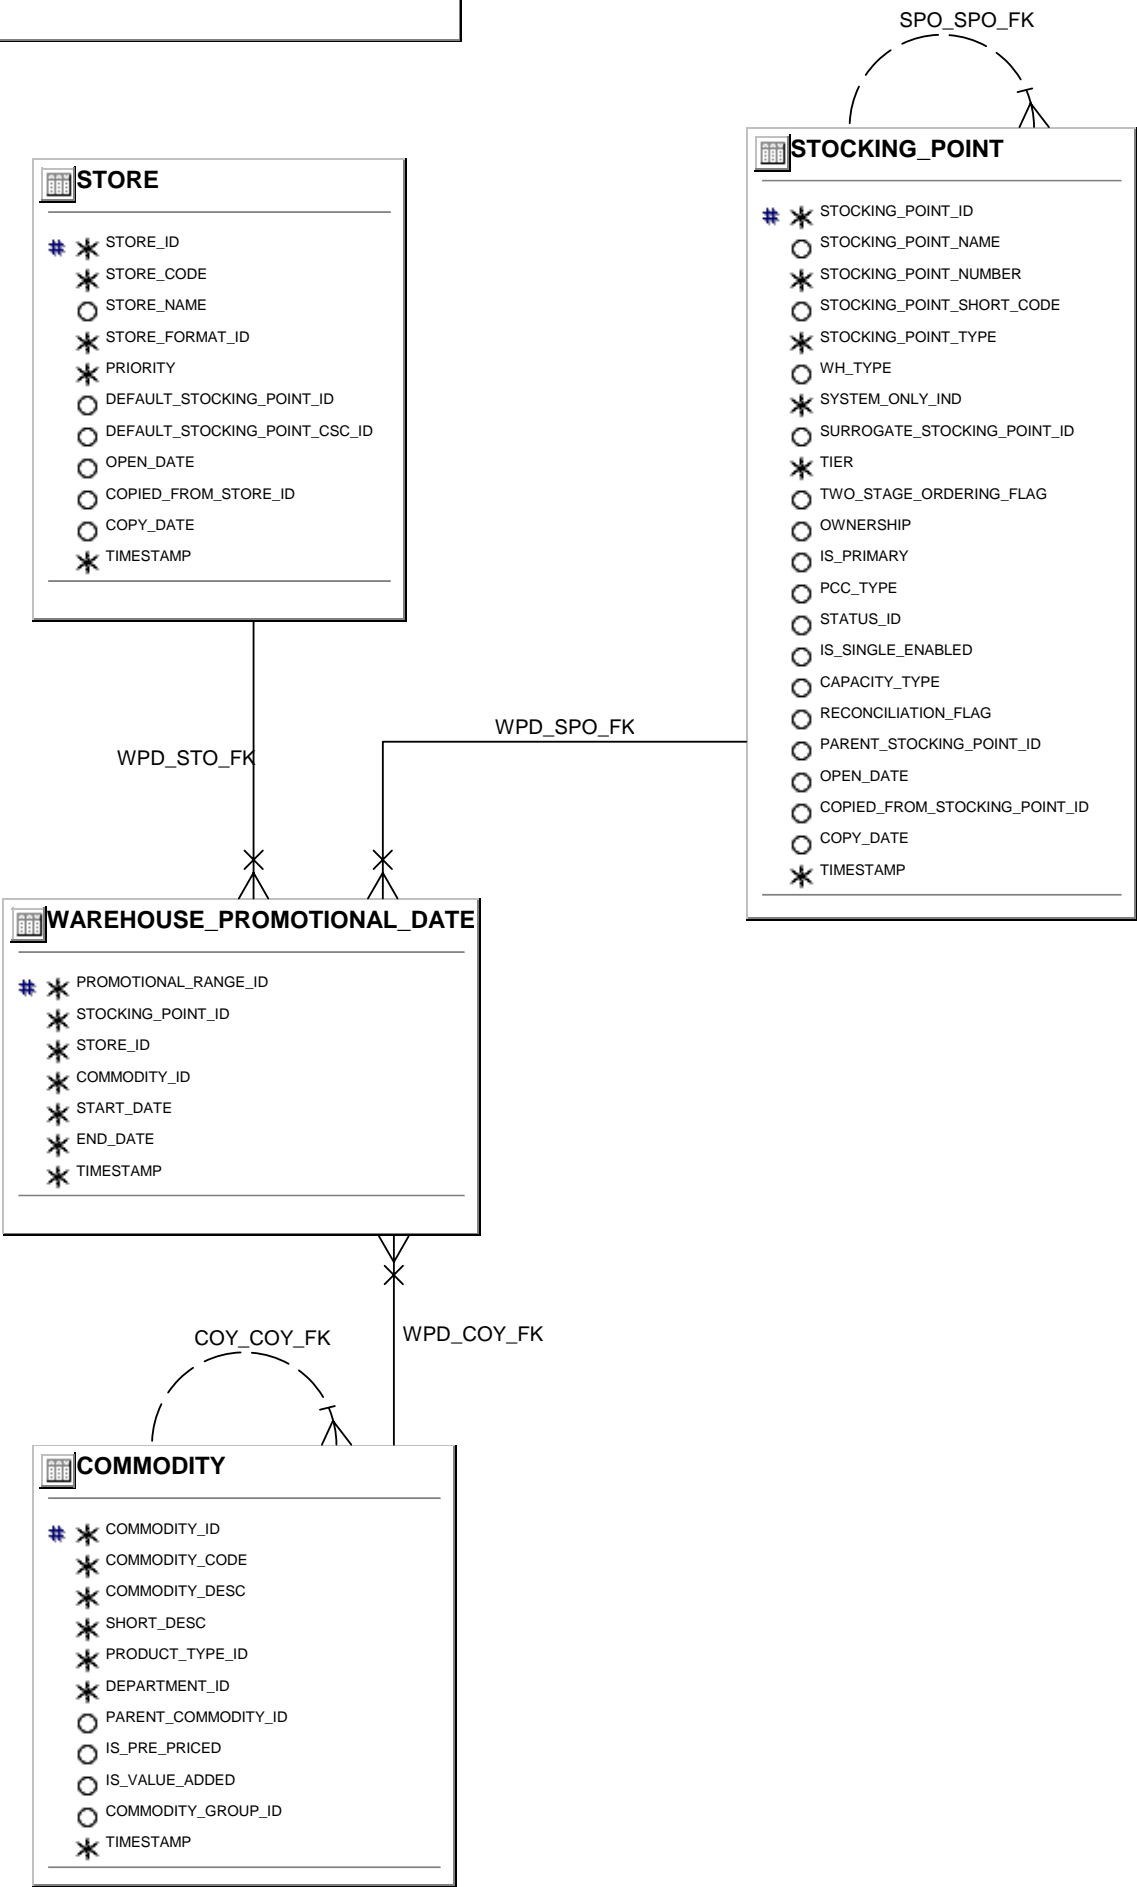 SPO_SPO_FK
STOCKING_POINT
# * STOCKING_POINT_ID
STOCKING_POINT_NAME
* STOCKING_POINT_NUMBER
STOCKING_POINT_SHORT_CODE
* STOCKING_POINT_TYPE
WH_TYPE
* SYSTEM_ONLY_IND
SURROGATE_STOCKING_POINT_ID
* TIER
TWO_STAGE_ORDERING_FLAG
OWNERSHIP
IS_PRIMARY
PCC_TYPE
STATUS_ID
IS_SINGLE_ENABLED
CAPACITY_TYPE
RECONCILIATION_FLAG
PARENT_STOCKING_POINT_ID
OPEN_DATE
COPIED_FROM_STOCKING_POINT_ID
COPY_DATE
* TIMESTAMP
STORE
# * STORE_ID
* STORE_CODE
STORE_NAME
* STORE_FORMAT_ID
* PRIORITY
DEFAULT_STOCKING_POINT_ID
DEFAULT_STOCKING_POINT_CSC_ID
OPEN_DATE
COPIED_FROM_STORE_ID
COPY_DATE
* TIMESTAMP
WPD_STO_FK
WPD_SPO_FK
WAREHOUSE_PROMOTIONAL_DATE
# * PROMOTIONAL_RANGE_ID
* STOCKING_POINT_ID
* STORE_ID
* COMMODITY_ID
* START_DATE
* END_DATE
* TIMESTAMP
COY_COY_FK
WPD_COY_FK
COMMODITY
# * COMMODITY_ID
* COMMODITY_CODE
* COMMODITY_DESC
* SHORT_DESC
* PRODUCT_TYPE_ID
* DEPARTMENT_ID
PARENT_COMMODITY_ID
IS_PRE_PRICED
IS_VALUE_ADDED
COMMODITY_GROUP_ID
* TIMESTAMP